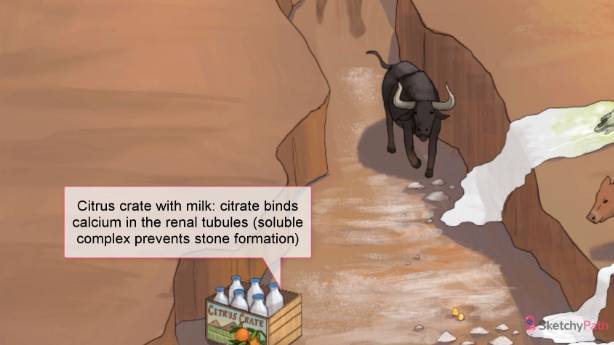 Citrus crate with milk: citrate binds
calcium in the renal tubules (soluble
complex prevents stone formation)
CITRUS CRATE
SketchyPath